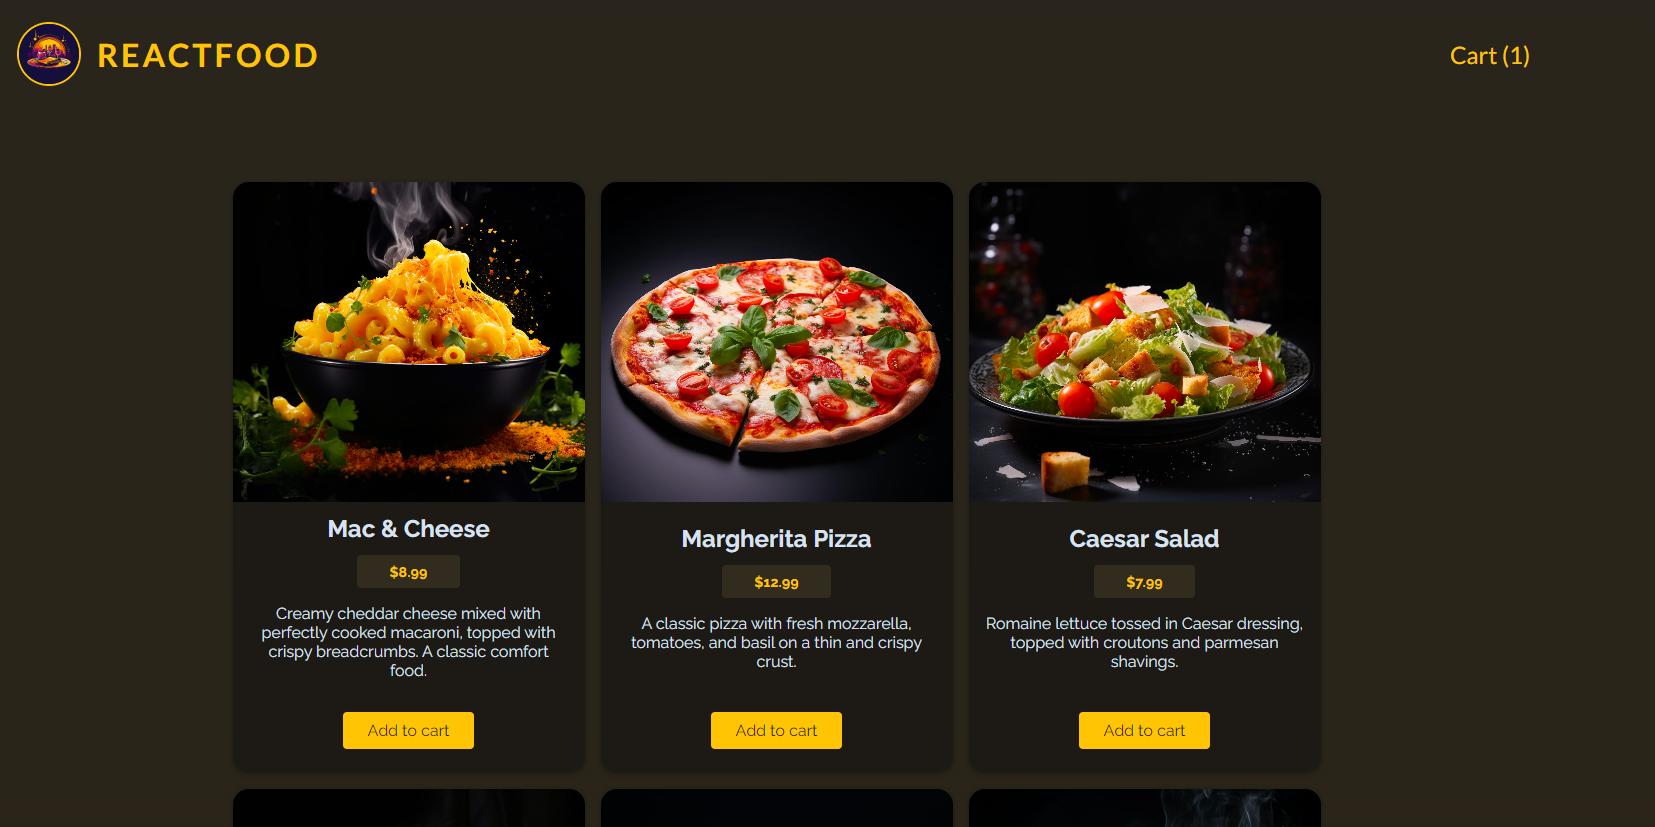 REACTFOOD
Cart (1)
Mac & Cheese
$8.99
Creamy cheddar cheese mixed with
perfectly cooked macaroni, topped with
crispy breadcrumbs. A classic comfort
food.
Add to cart
Margherita Pizza
$12.99
A classic pizza with fresh mozzarella,
tomatoes, and basil on a thin and crispy
crust.
Add to cart
Caesar Salad
$7.99
Romaine lettuce tossed in Caesar dressing,
topped with croutons and parmesan
shavings.
Add to cart